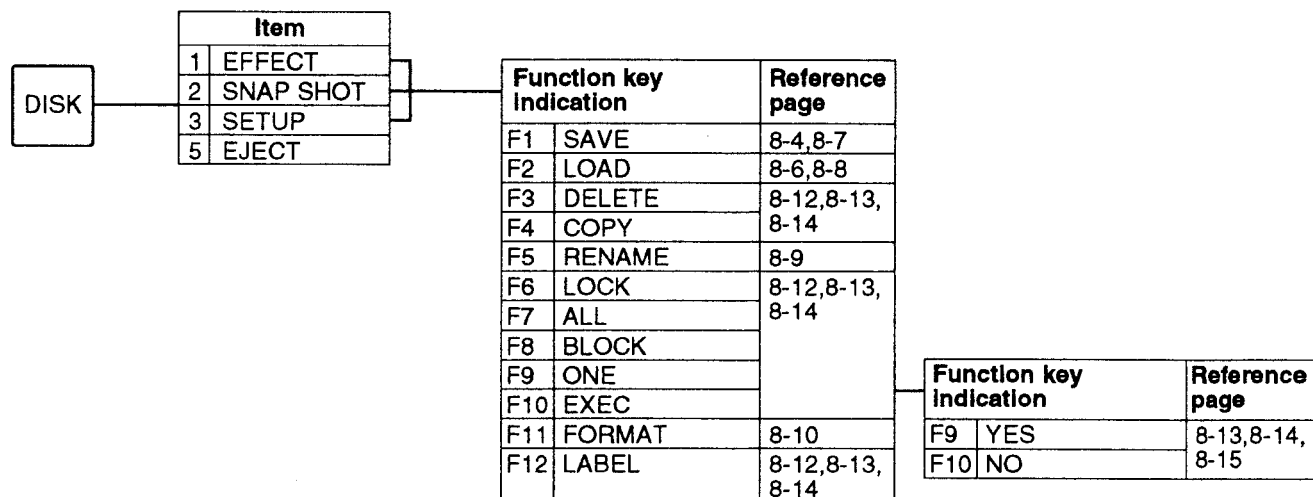 DISK
Item
1 EFFECT
2 SNAP SHOT
3 SETUP
5 EJECT
Function key Reference
indication page
F1 SAVE 8-4,8-7
F2 LOAD 8-6,8-8
F3 DELETE 8-12,8-13,
F4 COPY 8-14
F5 RENAME 8-9
F6 LOCK 8-12,8-13,
F7 ALL 8-14
F8 BLOCK
F9 ONE
F10 EXEC
F11 FORMAT 8-10
F12 LABEL 8-12,8-13,
8-14
Function key Reference
indication page
F9 YES 8-13,8-14,
F10 NO 8-15